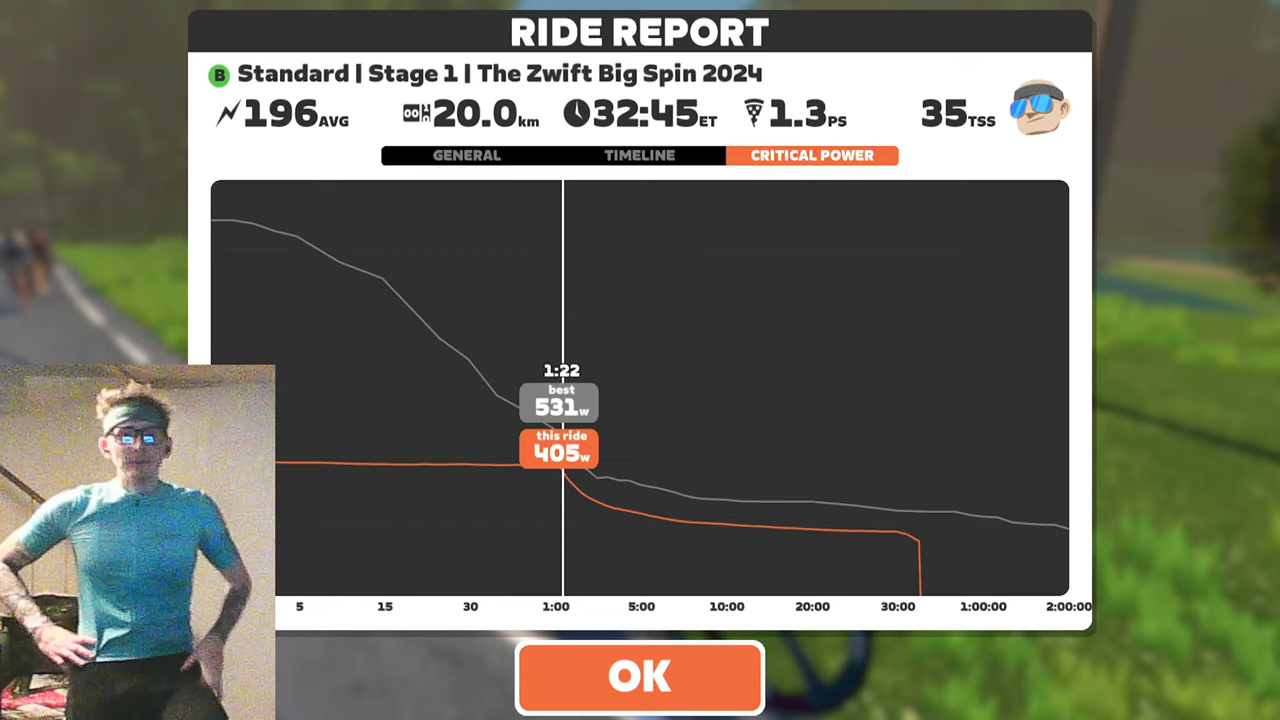 RIDE REPORT
B Standard | Stage 1 | The Zwift Big Spin 2024
196AVG 20.0km 32:45ET 1.3PS 35TSS
GENERAL TIMELINE CRITICAL POWER
1:22
best
531w
this ride
405w
5 15 30 1:00 5:00 10:00 20:00 30:00 1:00:00 2:00:00
OK